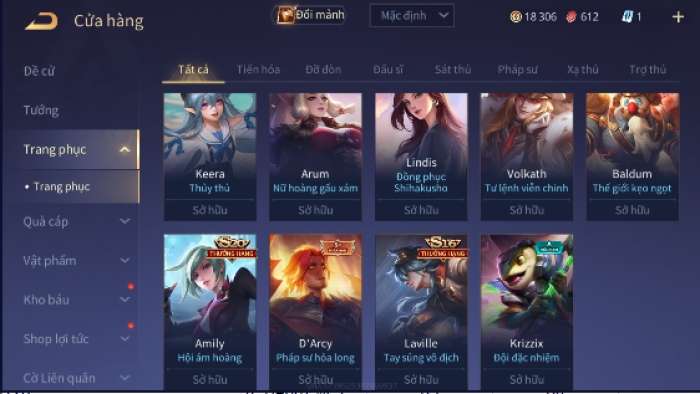 Cửa hàng
Đổi mảnh
Mặc định
18 306
612
1
Đề cử
Tướng
Trang phục
• Trang phục
Quà cấp
Vật phẩm
Kho báu
Shop lợi tức
Cờ Liên quân
Tất cả Tiến hóa Đỡ đòn Đấu sĩ Sát thủ Pháp sư Xạ thủ Trợ thủ
Keera
Thủy thủ
Sở hữu
Arum
Nữ hoàng gấu xám
Sở hữu
Lindis
Đồng phục
Shihakusho
Sở hữu
Volkath
Tư lệnh viễn chinh
Sở hữu
Baldum
Thế giới kẹo ngọt
Sở hữu
S20
THƯỞNG HẠNG
Amily
Hội ám hoàng
Sở hữu
D'Arcy
Pháp sư hỏa long
Sở hữu
S16
THƯỞNG HẠNG
Laville
Tay súng vô địch
Sở hữu
Krizzix
Đội đặc nhiệm
Sở hữu